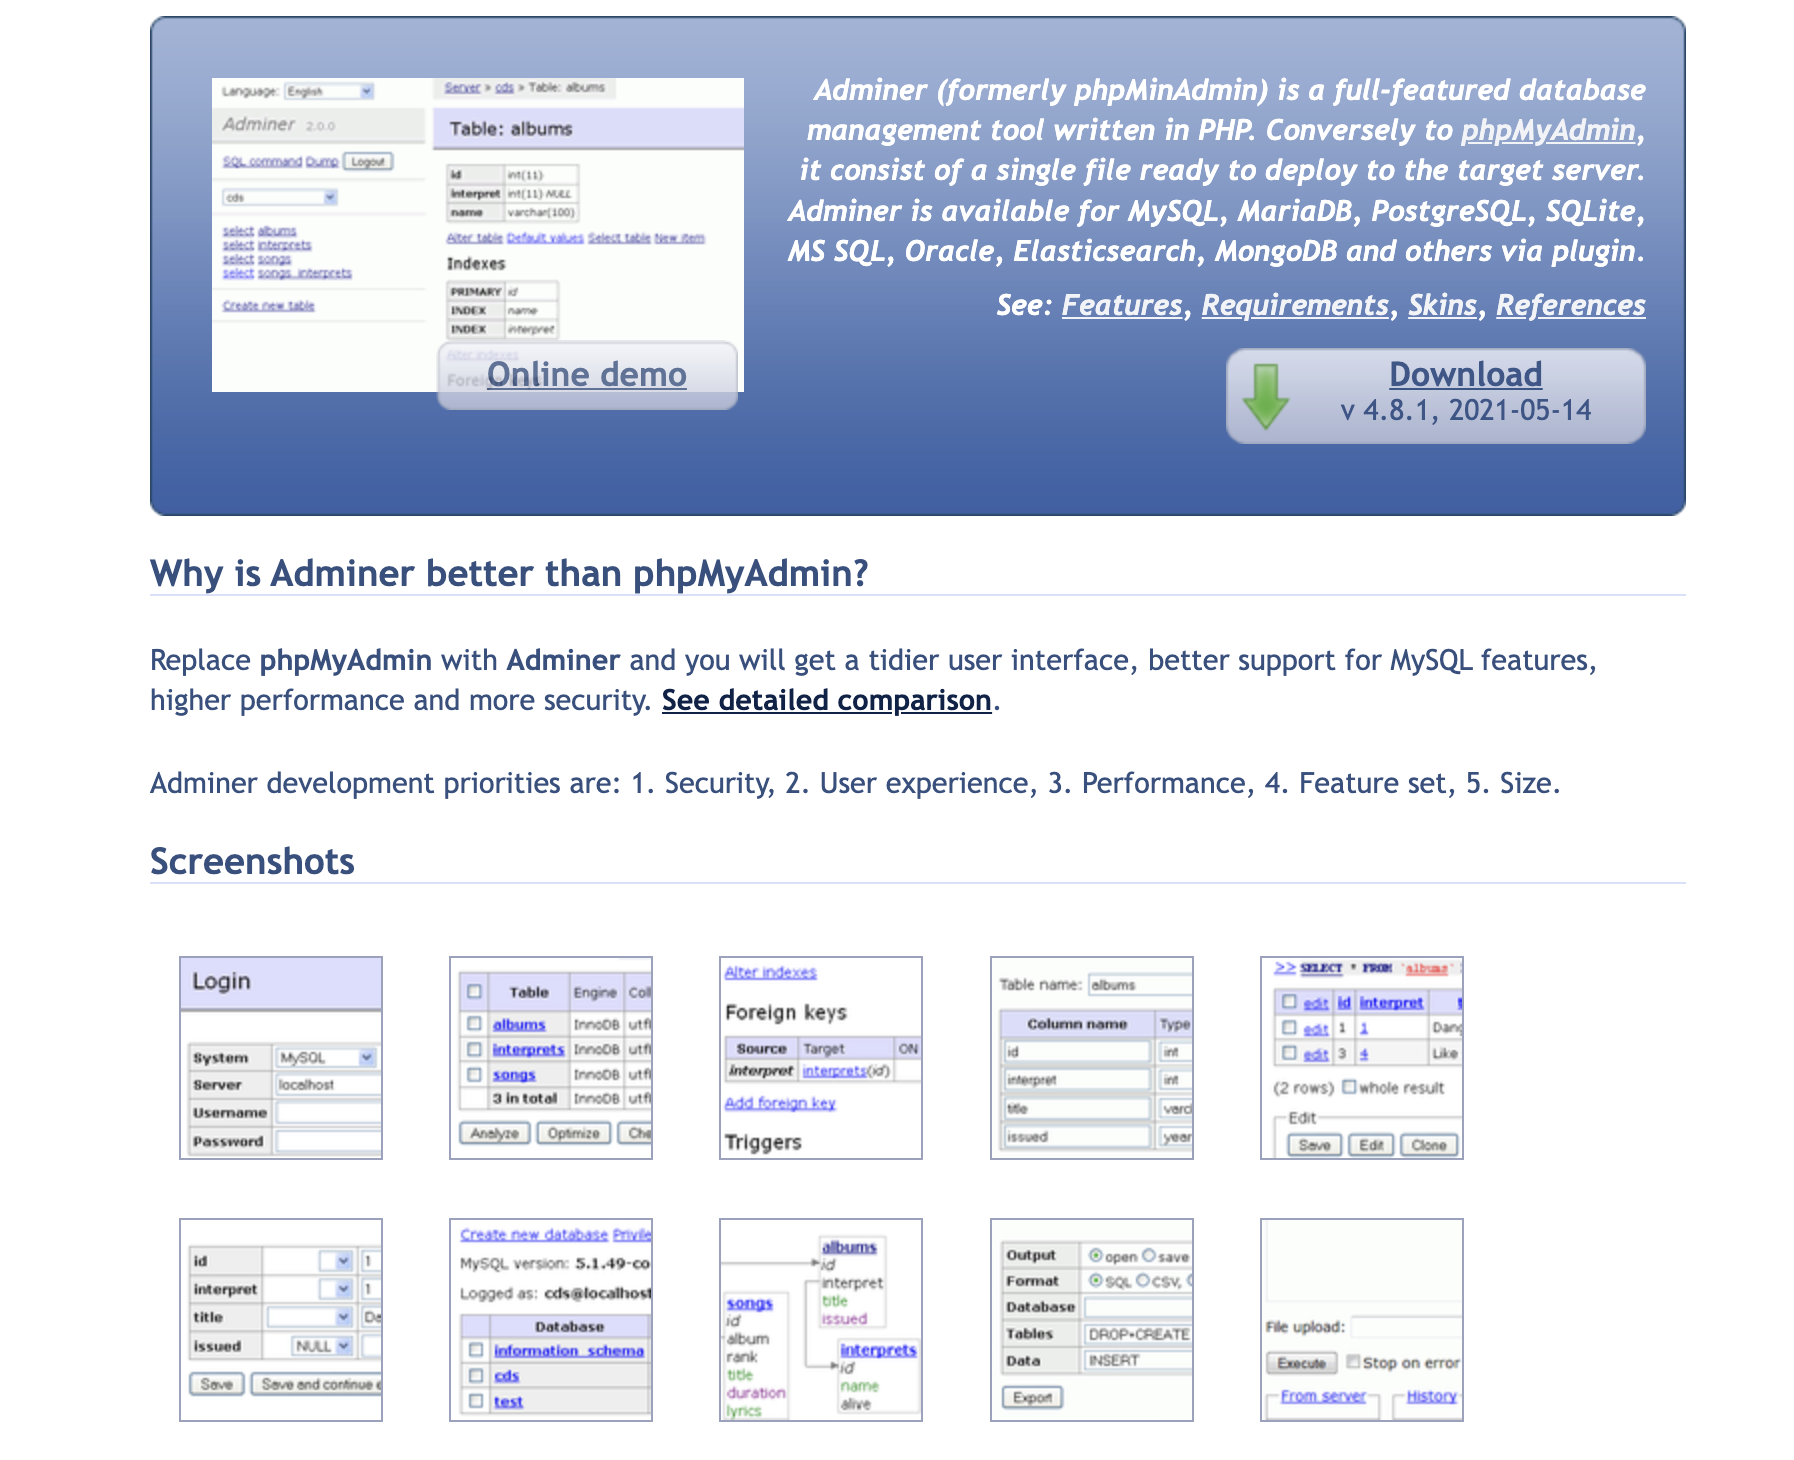 Language: English
Server > cds > Table: albums
Adminer 2.0.0
Table: albums
SQL command Dump Logout
cds
select albums
select interprets
select songs
select songs_interprets
Create new table
id int(11)
interpret int(11) NULL
name varchar(100)
Alter table Default values Select table New item
Indexes
PRIMARY id
INDEX name
INDEX interpret
Alter indexes
Online demo
Adminer (formerly phpMinAdmin) is a full-featured database
management tool written in PHP. Conversely to phpMyAdmin,
it consist of a single file ready to deploy to the target server.
Adminer is available for MySQL, MariaDB, PostgreSQL, SQLite,
MS SQL, Oracle, Elasticsearch, MongoDB and others via plugin.
See: Features, Requirements, Skins, References
Download
v 4.8.1, 2021-05-14
Why is Adminer better than phpMyAdmin?
Replace phpMyAdmin with Adminer and you will get a tidier user interface, better support for MySQL features,
higher performance and more security. See detailed comparison.
Adminer development priorities are: 1. Security, 2. User experience, 3. Performance, 4. Feature set, 5. Size.
Screenshots
Login
System MySQL
Server localhost
Username
Password
Table Engine Coll
albums InnoDB utf
interprets InnoDB utf
songs InnoDB utf
3 in total InnoDB utf
Analyze Optimize Che
Alter indexes
Foreign keys
Source Target ON
interpret interprets(id)
Add foreign key
Triggers
Table name: albums
Column name Type
id int
interpret int
title varc
issued year
>> SELECT * FROM `albums`
edit id interpret t
edit 1 1 Dang
edit 3 4 Like
(2 rows) whole result
Edit
Save Edit Clone
id 1
interpret 1
title Da
issued NULL
Save Save and continue e
Create new database Privile
MySQL version: 5.1.49-co
Logged as: cds@localhost
Database
information_schema
cds
test
albums
id
interpret
title
issued
songs
id
album
rank
title
duration
lyrics
interprets
id
name
alive
Output open save
Format SQL CSV,
Database
Tables DROP+CREATE
Data INSERT
Export
File upload:
Execute Stop on error
From server History